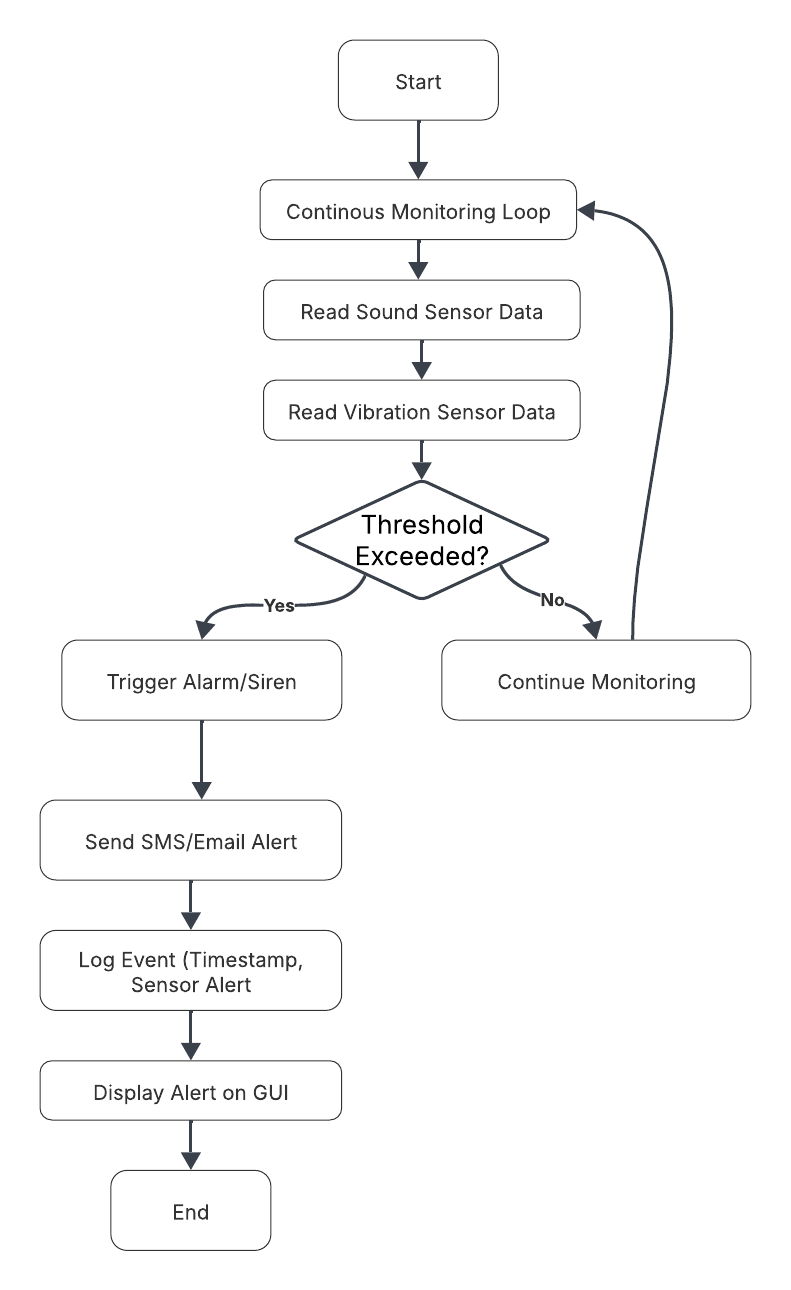 Start
Continous Monitoring Loop
Read Sound Sensor Data
Read Vibration Sensor Data
Threshold
Exceeded?
Yes
No
Trigger Alarm/Siren
Continue Monitoring
Send SMS/Email Alert
Log Event (Timestamp,
Sensor Alert
Display Alert on GUI
End